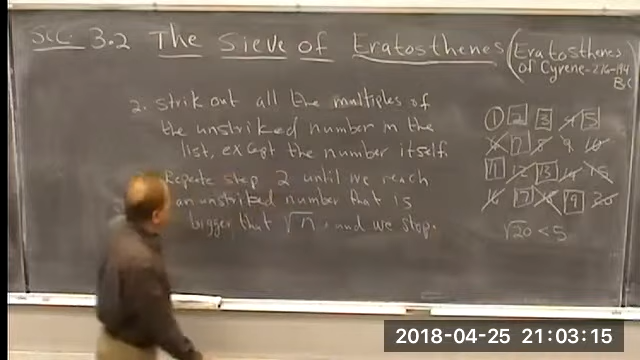 Sec. 3.2 The Sieve of Eratosthenes (Eratosthenes
of Cyrene-276-194
BC
2. strik out all the multiples of
the unstriked number in the
list, except the number itself.
Repeate step 2 until we reach
an unstriked number that is
bigger that √n, and we stop.
1 2 3 4 5
6 7 8 9 10
11 12 13 14 15
16 17 18 19 20
√20 < 5
2018-04-25 21:03:15